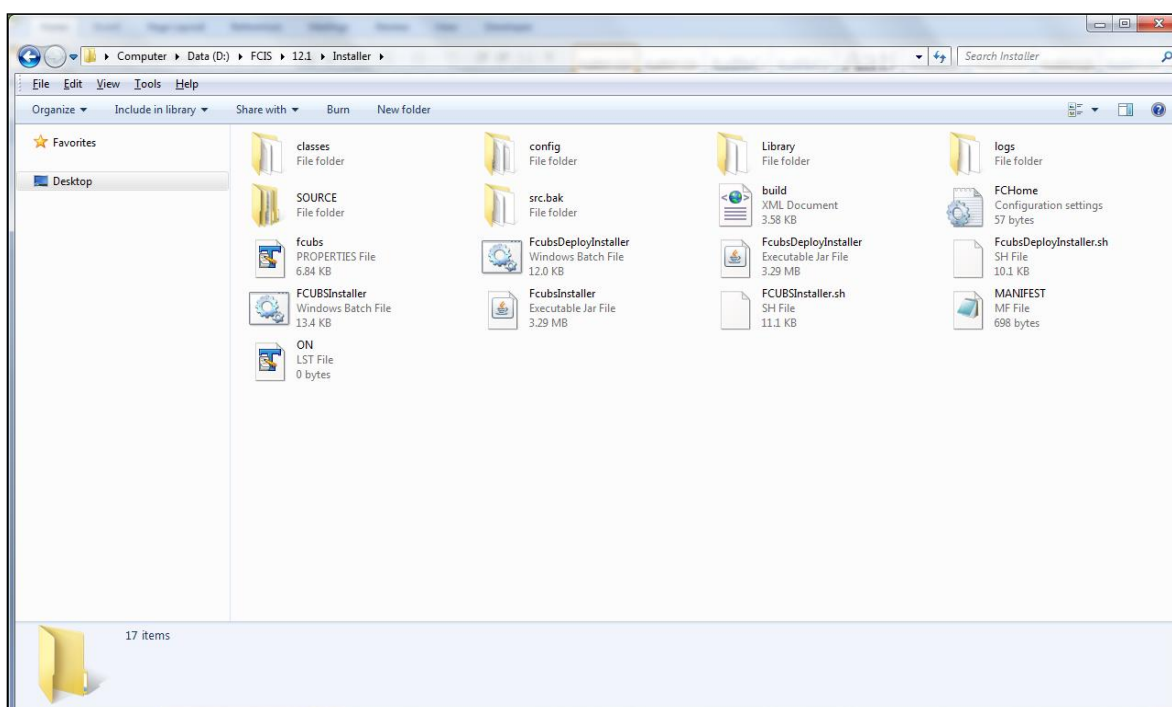 Computer ▸ Data (D:) ▸ FCIS ▸ 12.1 ▸ Installer ▸
Search Installer
File Edit View Tools Help
Organize ▾ Include in library ▾ Share with ▾ Burn New folder
Favorites
Desktop
classes
File folder
config
File folder
Library
File folder
logs
File folder
SOURCE
File folder
src.bak
File folder
build
XML Document
3.58 KB
FCHome
Configuration settings
57 bytes
fcubs
PROPERTIES File
6.84 KB
FcubsDeployInstaller
Windows Batch File
12.0 KB
FcubsDeployInstaller
Executable Jar File
3.29 MB
FcubsDeployInstaller.sh
SH File
10.1 KB
FCUBSInstaller
Windows Batch File
13.4 KB
FcubsInstaller
Executable Jar File
3.29 MB
FCUBSInstaller.sh
SH File
11.1 KB
MANIFEST
MF File
698 bytes
ON
LST File
0 bytes
17 items